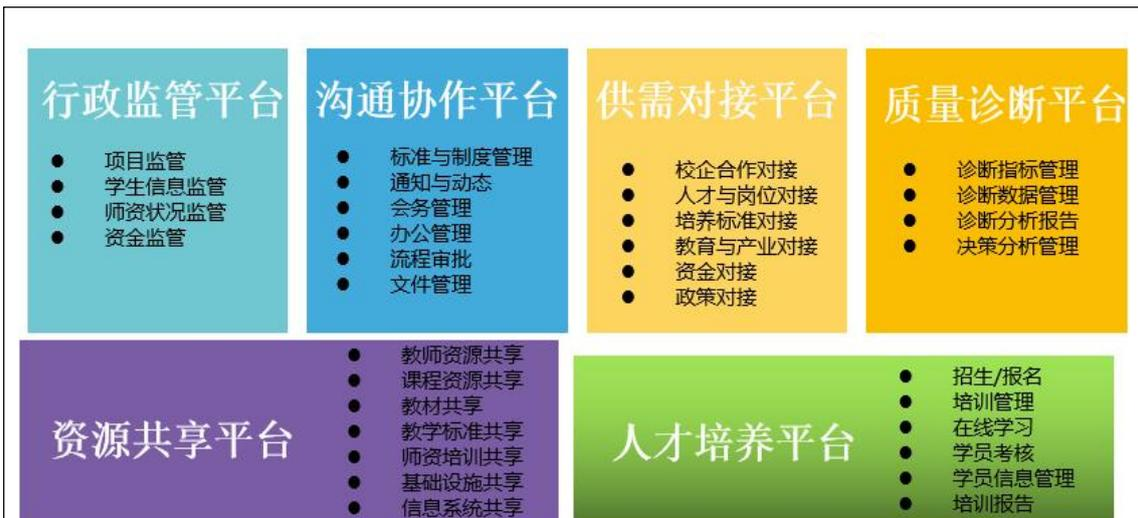 行政监管平台
项目监管
学生信息监管
师资状况监管
资金监管
沟通协作平台
标准与制度管理
通知与动态
会务管理
办公管理
流程审批
文件管理
供需对接平台
校企合作对接
人才与岗位对接
培养标准对接
教育与产业对接
资金对接
政策对接
质量诊断平台
诊断指标管理
诊断数据管理
诊断分析报告
决策分析管理
资源共享平台
教师资源共享
课程资源共享
教材共享
教学标准共享
师资培训共享
基础设施共享
信息系统共享
人才培养平台
招生/报名
培训管理
在线学习
学员考核
学员信息管理
培训报告